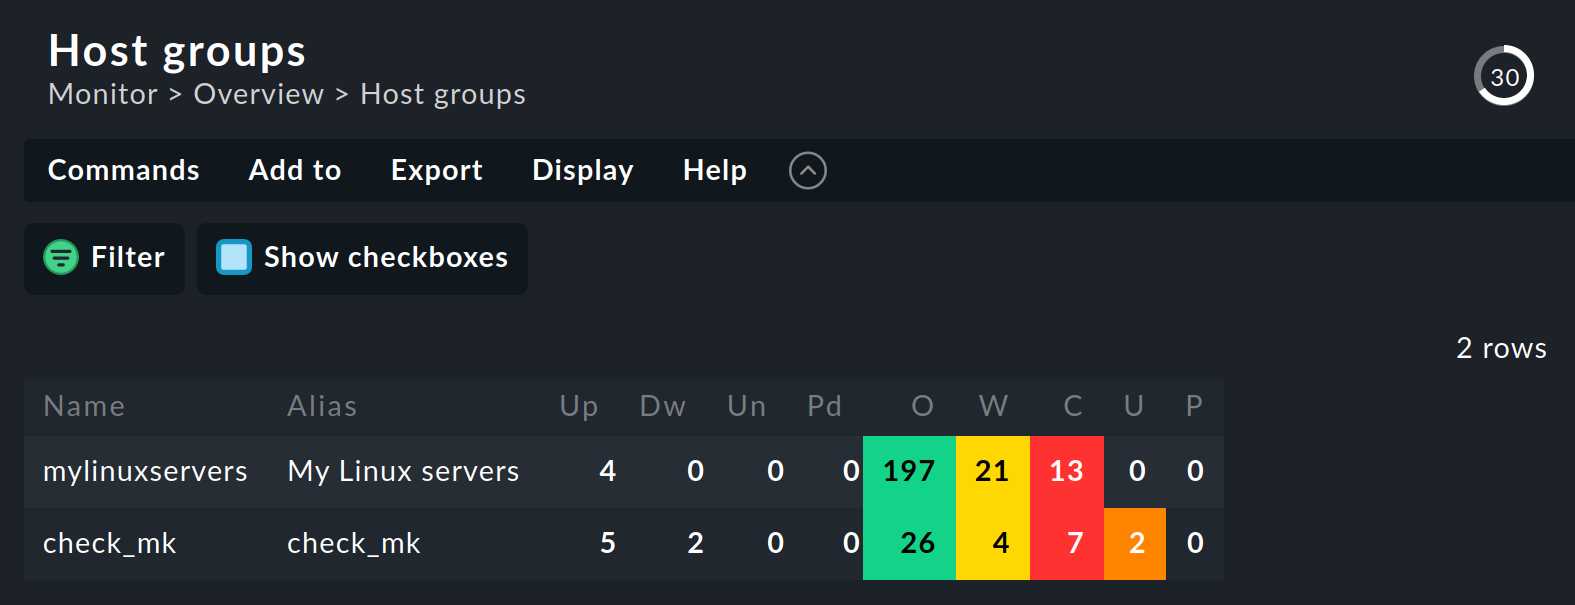 Host groups
Monitor > Overview > Host groups
30
Commands Add to Export Display Help
Filter Show checkboxes
2 rows
Name Alias Up Dw Un Pd O W C U P
mylinuxservers My Linux servers 4 0 0 0 197 21 13 0 0
check_mk check_mk 5 2 0 0 26 4 7 2 0